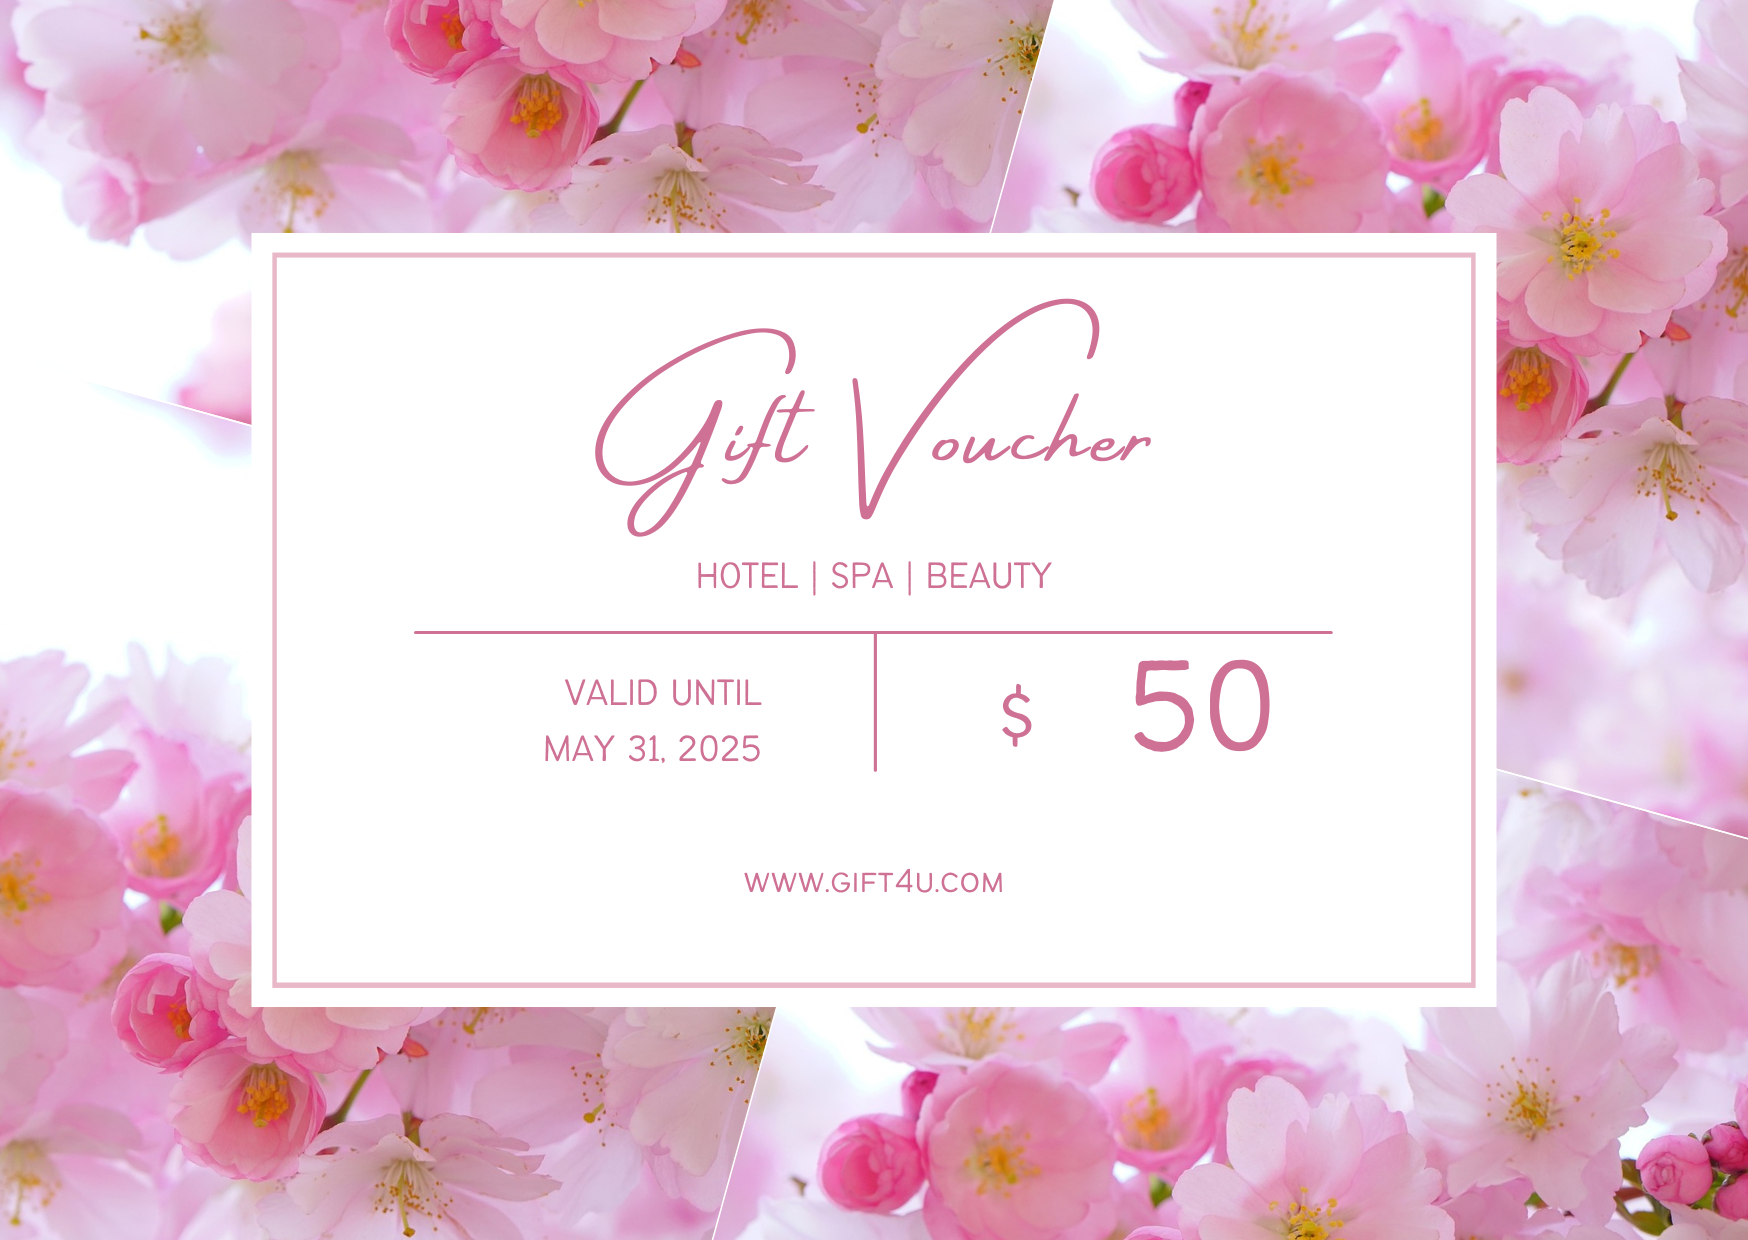 Gift Voucher
HOTEL | SPA | BEAUTY
VALID UNTIL
MAY 31, 2025
$ 50
WWW.GIFT4U.COM